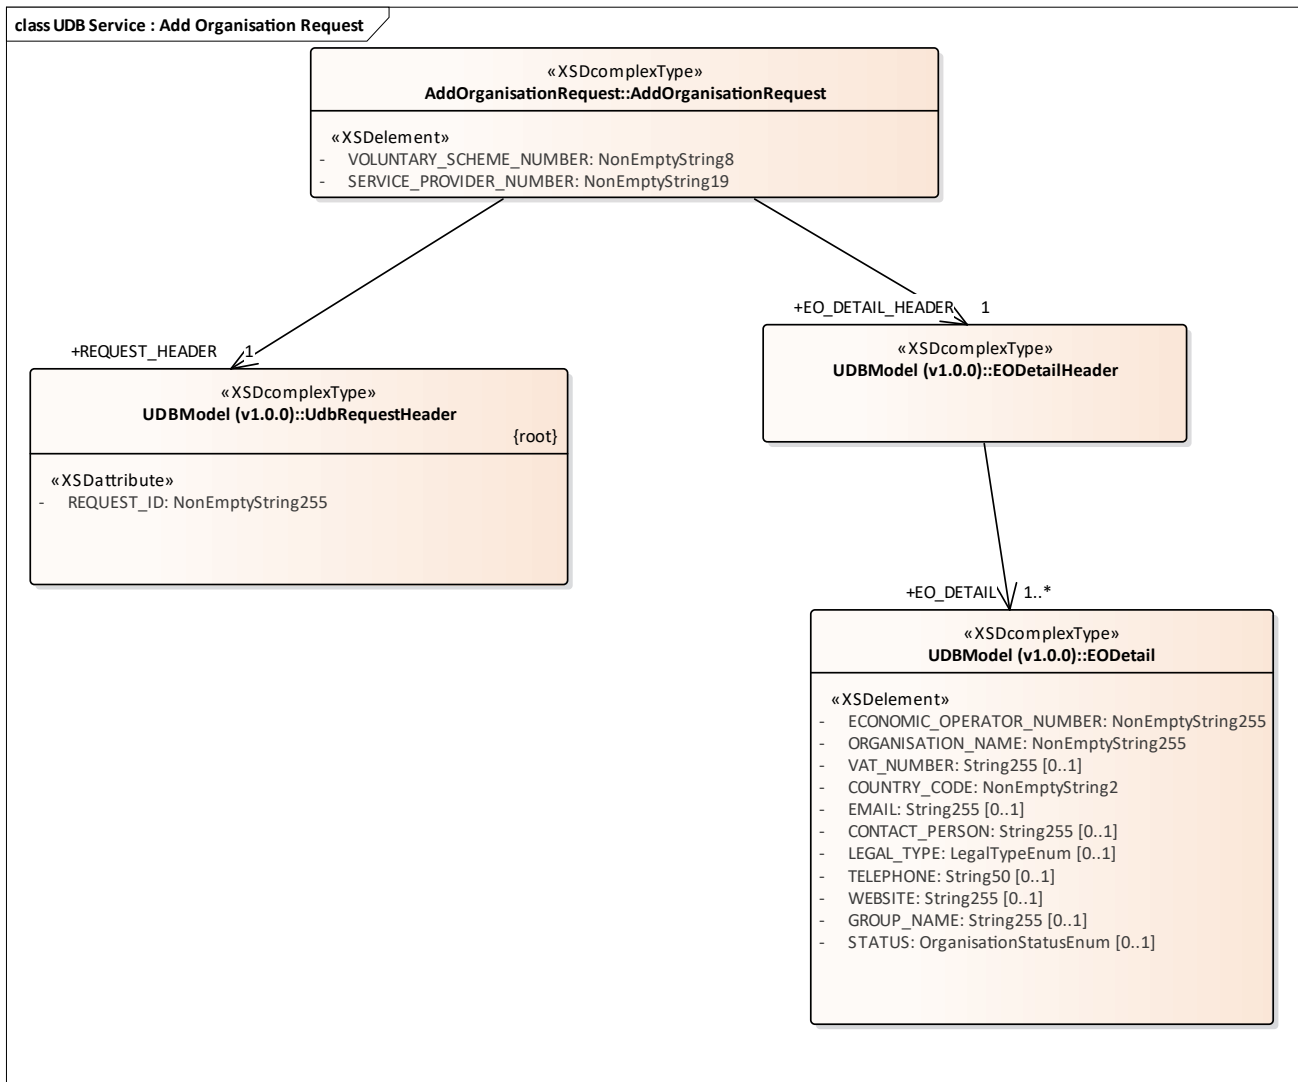 class UDB Service : Add Organisation Request
«XSDcomplexType»
AddOrganisationRequest::AddOrganisationRequest
«XSDelement»
- VOLUNTARY_SCHEME_NUMBER: NonEmptyString8
- SERVICE_PROVIDER_NUMBER: NonEmptyString19
+EO_DETAIL_HEADER 1
+REQUEST_HEADER 1
«XSDcomplexType»
UDBModel (v1.0.0)::EODetailHeader
«XSDcomplexType»
UDBModel (v1.0.0)::UdbRequestHeader
{root}
«XSDattribute»
- REQUEST_ID: NonEmptyString255
+EO_DETAIL 1..*
«XSDcomplexType»
UDBModel (v1.0.0)::EODetail
«XSDelement»
- ECONOMIC_OPERATOR_NUMBER: NonEmptyString255
- ORGANISATION_NAME: NonEmptyString255
- VAT_NUMBER: String255 [0..1]
- COUNTRY_CODE: NonEmptyString2
- EMAIL: String255 [0..1]
- CONTACT_PERSON: String255 [0..1]
- LEGAL_TYPE: LegalTypeEnum [0..1]
- TELEPHONE: String50 [0..1]
- WEBSITE: String255 [0..1]
- GROUP_NAME: String255 [0..1]
- STATUS: OrganisationStatusEnum [0..1]